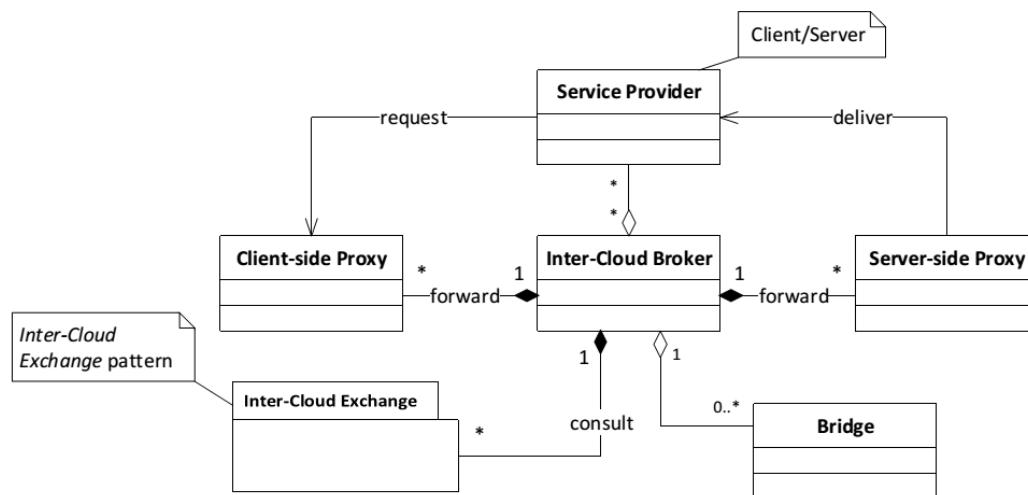 Client/Server
Service Provider
request
deliver
*
*
Client-side Proxy
Inter-Cloud Broker
Server-side Proxy
*
1
1
*
forward
forward
Inter-Cloud
Exchange pattern
1
1
Inter-Cloud Exchange
consult
0..*
*
Bridge